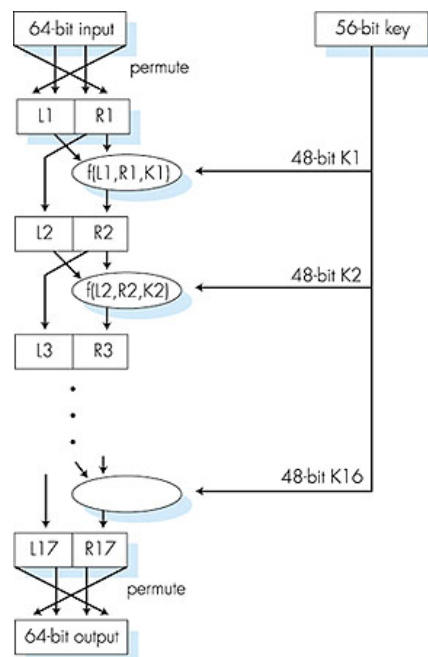 64-bit input
56-bit key
permute
L1 R1
f(L1,R1,K1)
48-bit K1
L2 R2
f(L2,R2,K2)
48-bit K2
L3 R3
48-bit K16
L17 R17
permute
64-bit output